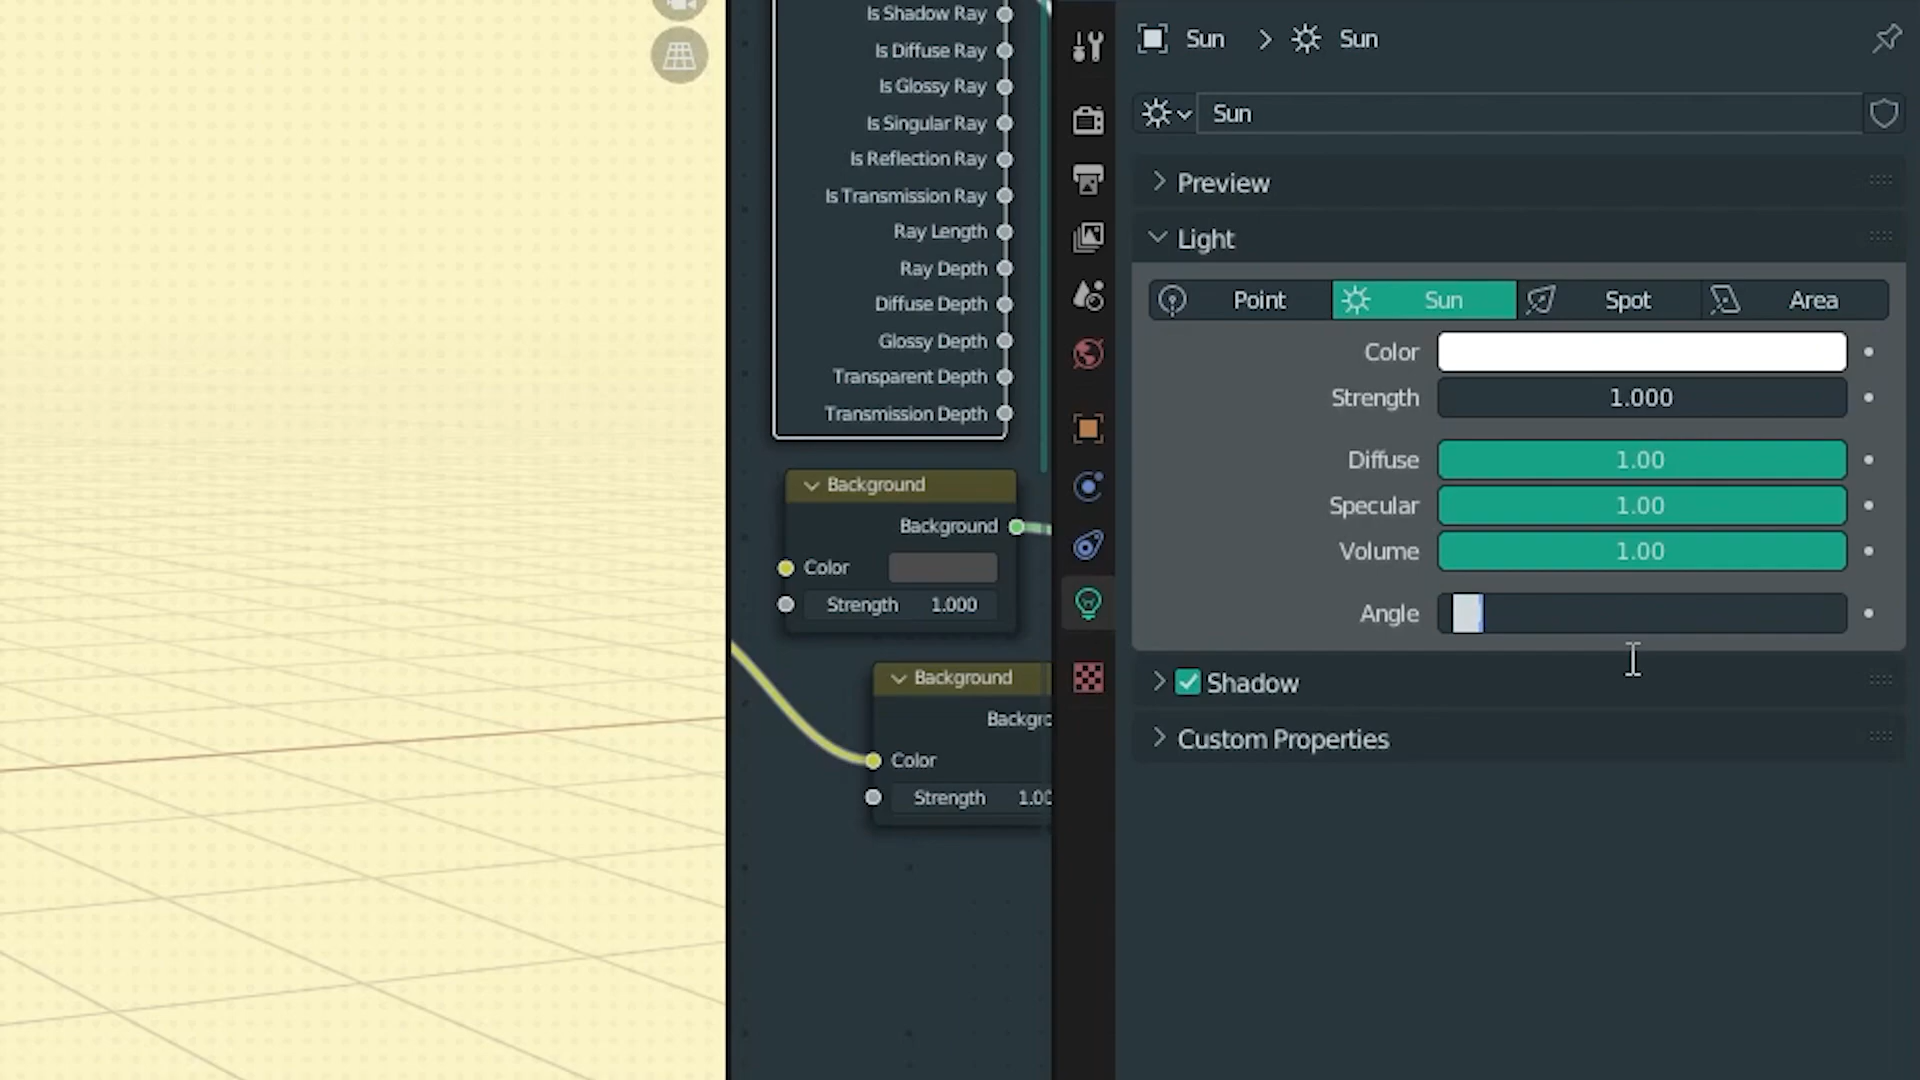 Is Shadow Ray
Is Diffuse Ray
Is Glossy Ray
Is Singular Ray
Is Reflection Ray
Is Transmission Ray
Ray Length
Ray Depth
Diffuse Depth
Glossy Depth
Transparent Depth
Transmission Depth
Background
Background
Color
Strength 1.000
Background
Backgro
Color
Strength 1.00
Sun > Sun
Sun
Preview
Light
Point Sun Spot Area
Color
Strength 1.000
Diffuse 1.00
Specular 1.00
Volume 1.00
Angle
Shadow
Custom Properties